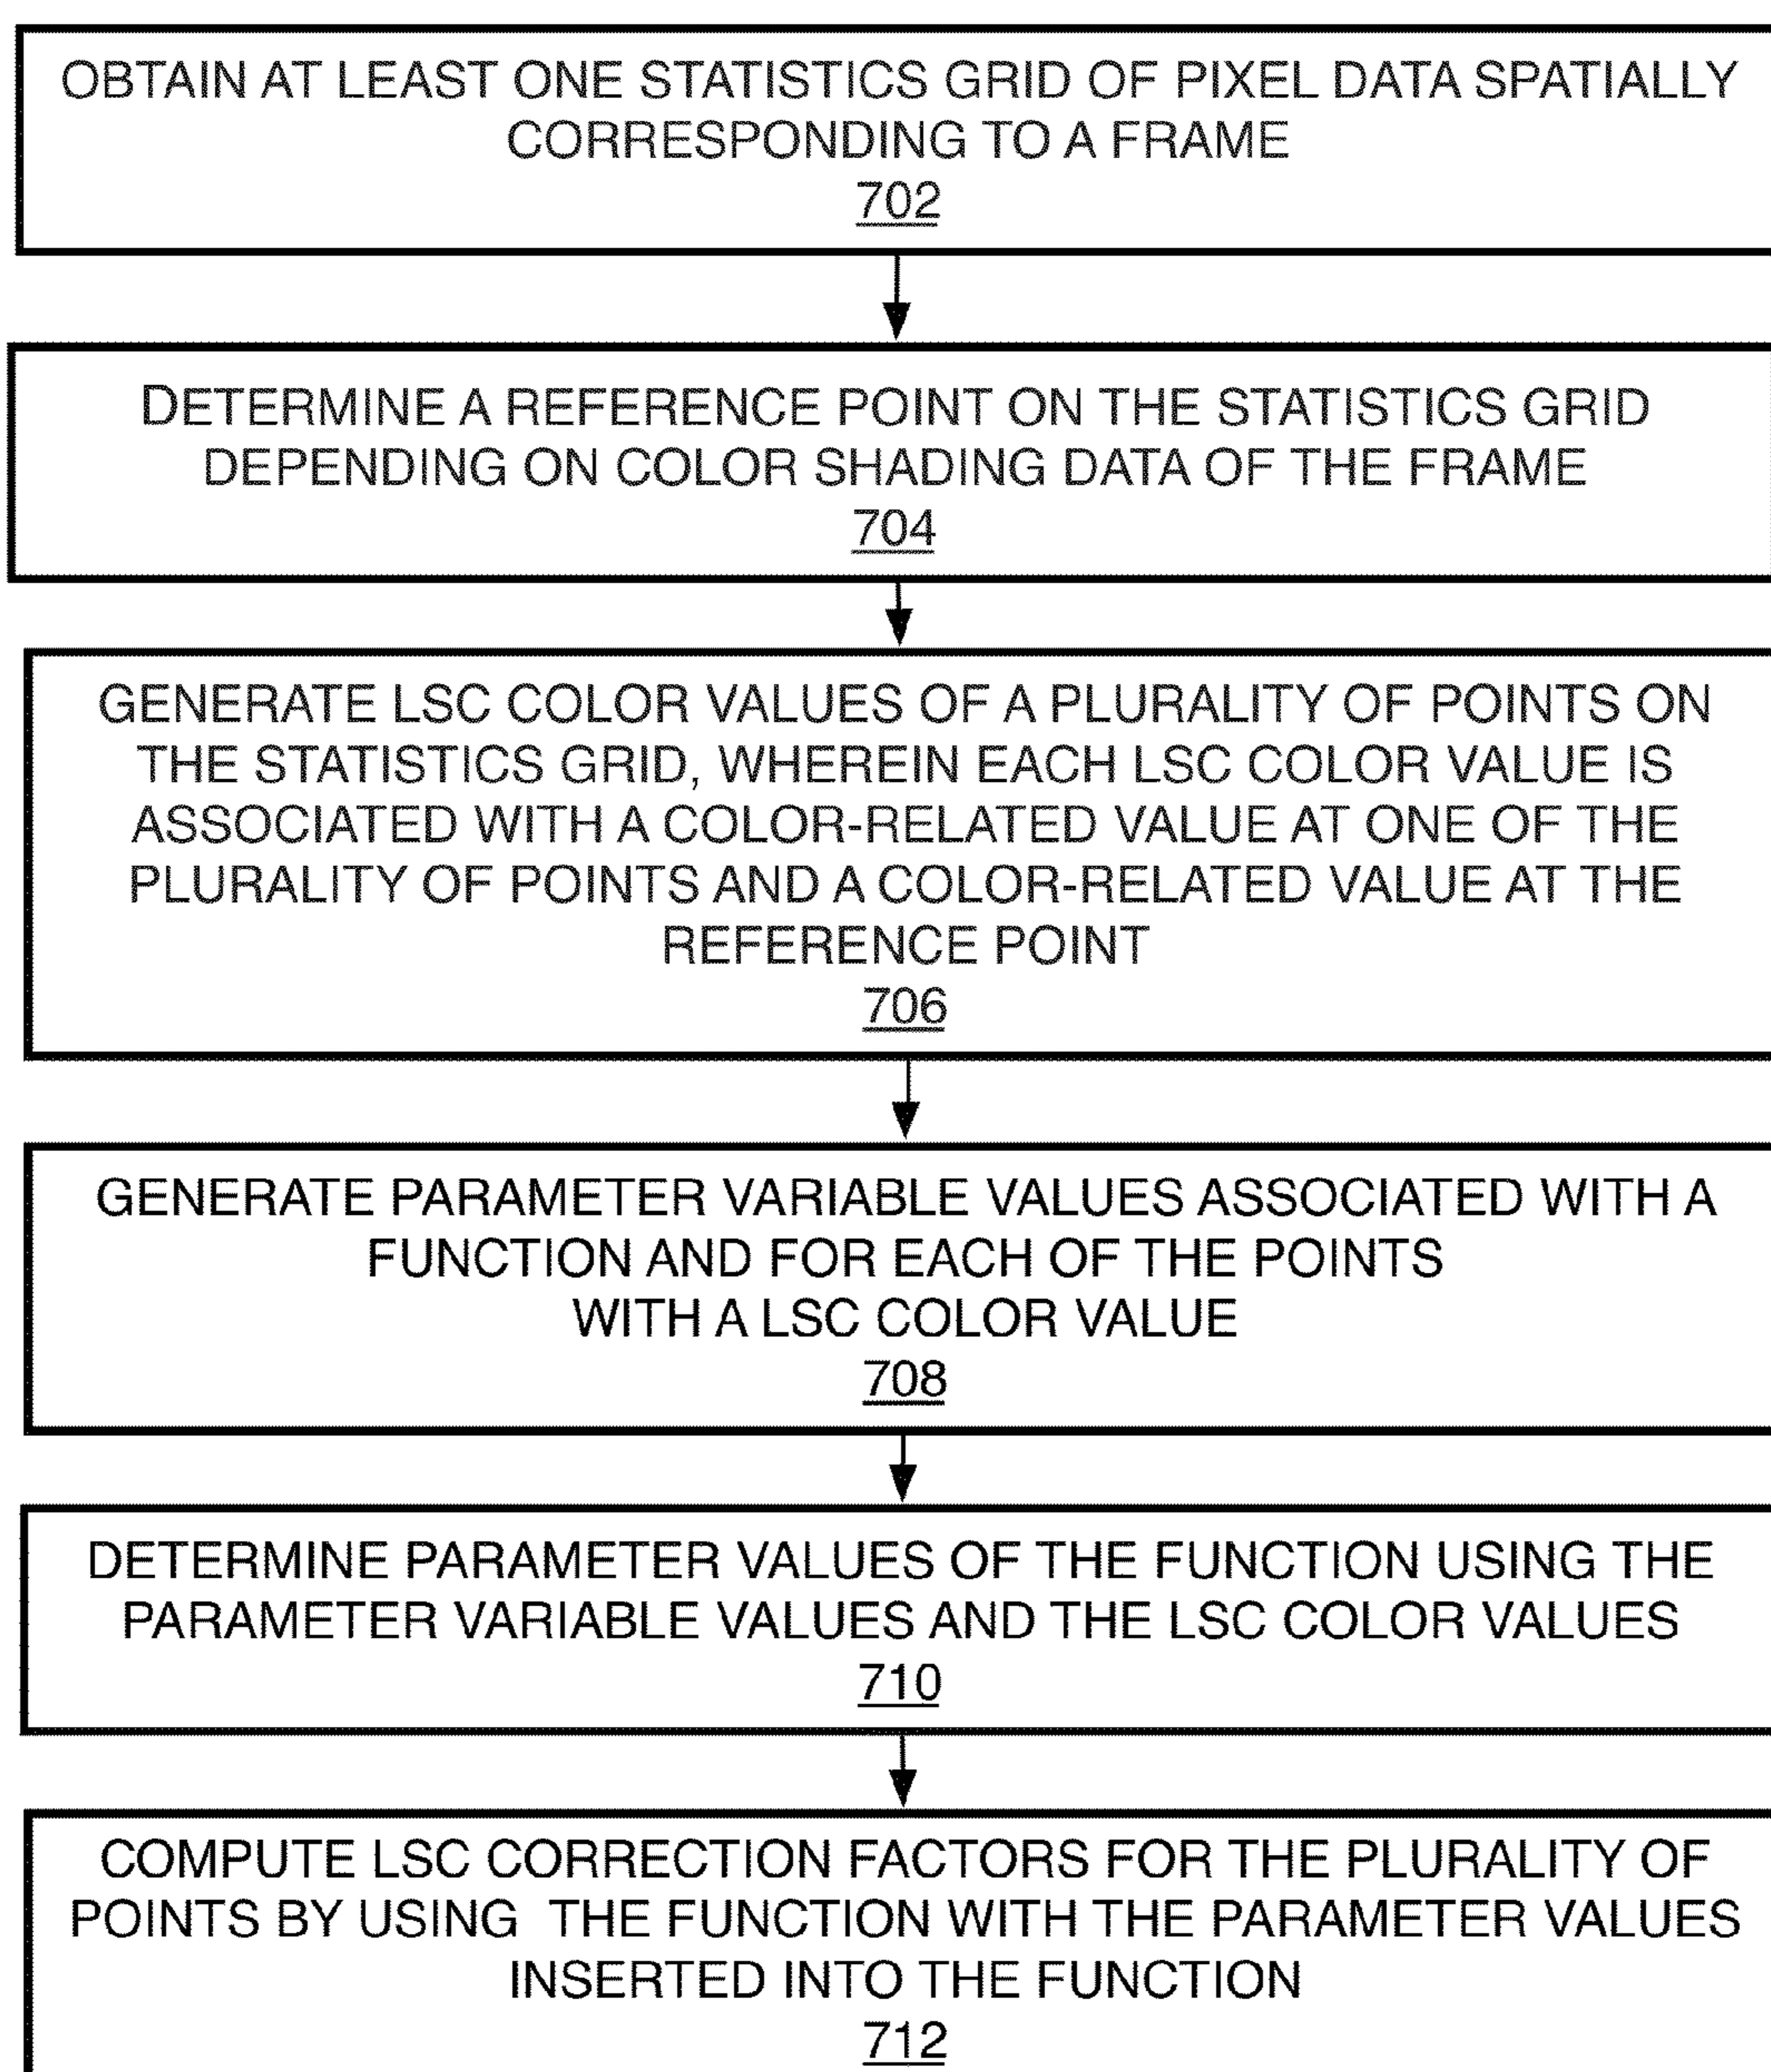 OBTAIN AT LEAST ONE STATISTICS GRID OF PIXEL DATA SPATIALLY
CORRESPONDING TO A FRAME
702
DETERMINE A REFERENCE POINT ON THE STATISTICS GRID
DEPENDING ON COLOR SHADING DATA OF THE FRAME
704
GENERATE LSC COLOR VALUES OF A PLURALITY OF POINTS ON
THE STATISTICS GRID, WHEREIN EACH LSC COLOR VALUE IS
ASSOCIATED WITH A COLOR-RELATED VALUE AT ONE OF THE
PLURALITY OF POINTS AND A COLOR-RELATED VALUE AT THE
REFERENCE POINT
706
GENERATE PARAMETER VARIABLE VALUES ASSOCIATED WITH A
FUNCTION AND FOR EACH OF THE POINTS
WITH A LSC COLOR VALUE
708
DETERMINE PARAMETER VALUES OF THE FUNCTION USING THE
PARAMETER VARIABLE VALUES AND THE LSC COLOR VALUES
710
COMPUTE LSC CORRECTION FACTORS FOR THE PLURALITY OF
POINTS BY USING THE FUNCTION WITH THE PARAMETER VALUES
INSERTED INTO THE FUNCTION
712